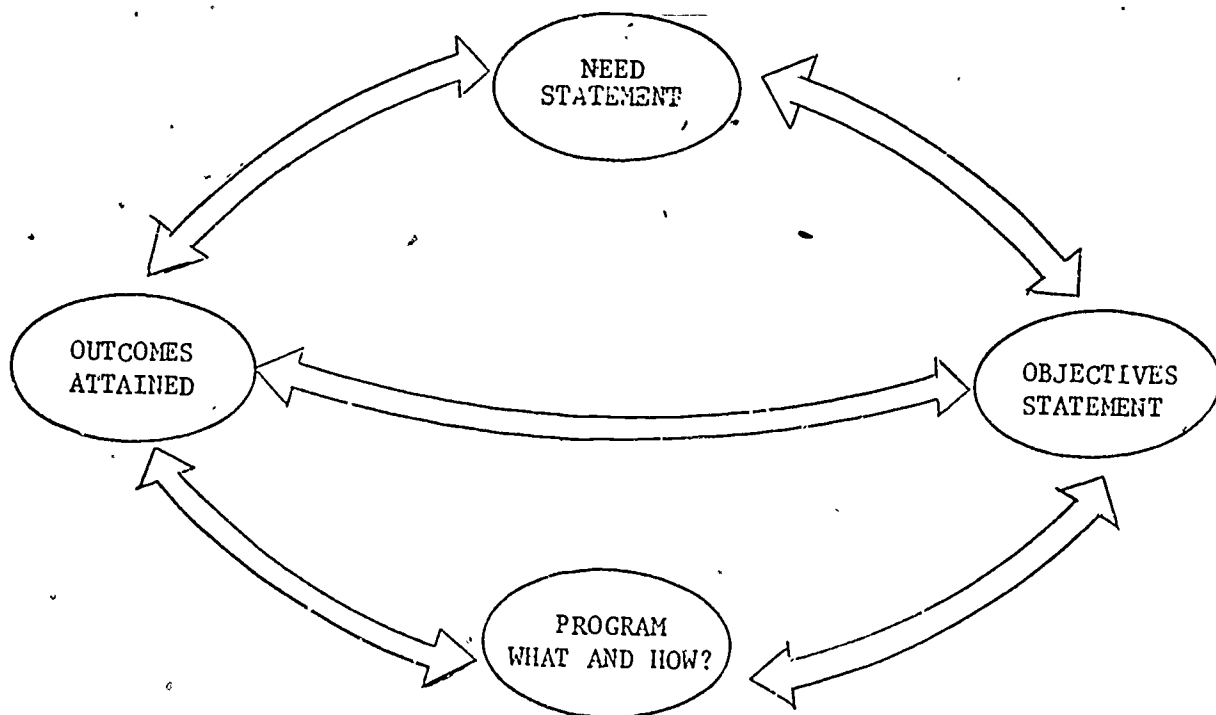 NEED
STATEMENT
OUTCOMES
ATTAINED
OBJECTIVES
STATEMENT
PROGRAM
WHAT AND HOW?